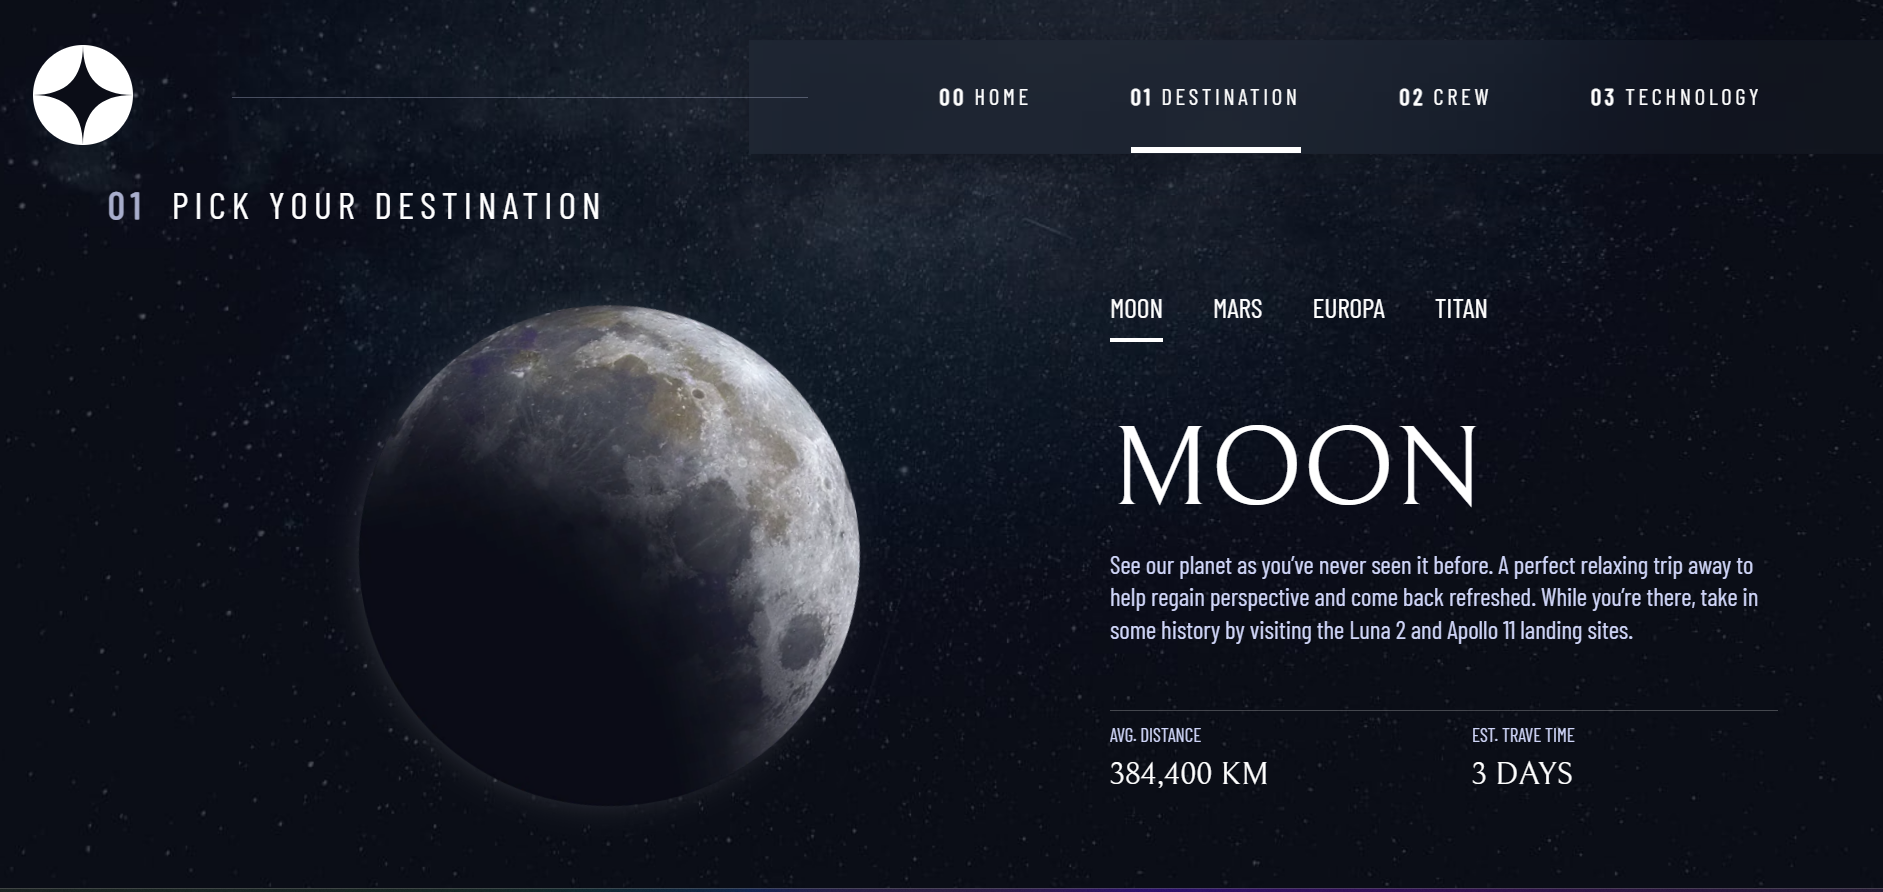 00 HOME 01 DESTINATION 02 CREW 03 TECHNOLOGY
01 PICK YOUR DESTINATION
MOON MARS EUROPA TITAN
MOON
See our planet as you’ve never seen it before. A perfect relaxing trip away to
help regain perspective and come back refreshed. While you’re there, take in
some history by visiting the Luna 2 and Apollo 11 landing sites.
AVG. DISTANCE EST. TRAVE TIME
384,400 KM 3 DAYS